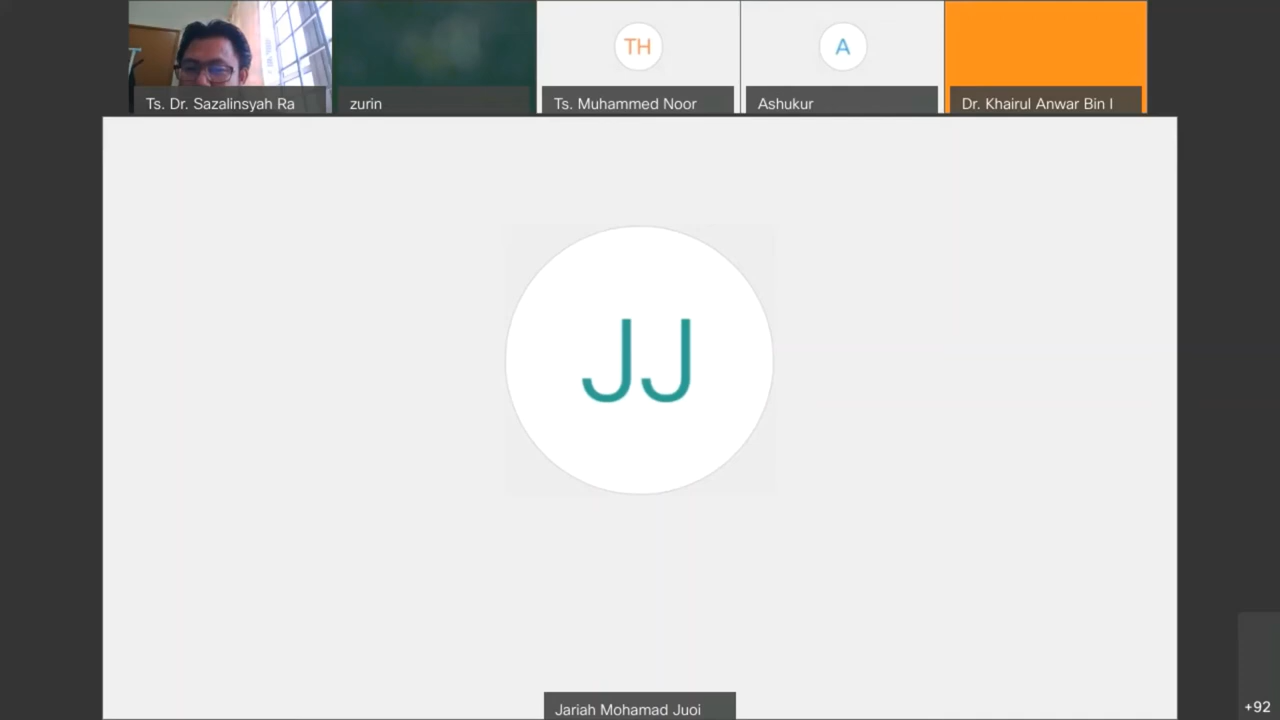 TH
A
Ts. Dr. Sazalinsyah Ra
zurin
Ts. Muhammed Noor
Ashukur
Dr. Khairul Anwar Bin I
JJ
Jariah Mohamad Juoi
+92